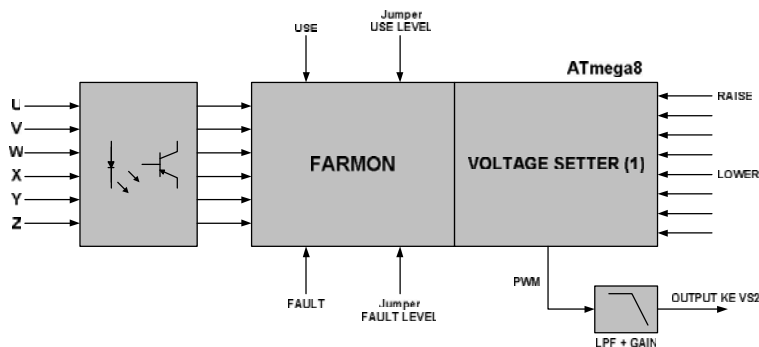 Jumper
USE LEVEL
USE
ATmega8
U
V
W
X
Y
Z
FARMON
VOLTAGE SETTER (1)
RAISE
LOWER
FAULT
Jumper
FAULT LEVEL
PWM
OUTPUT KE VS2
LPF + GAIN